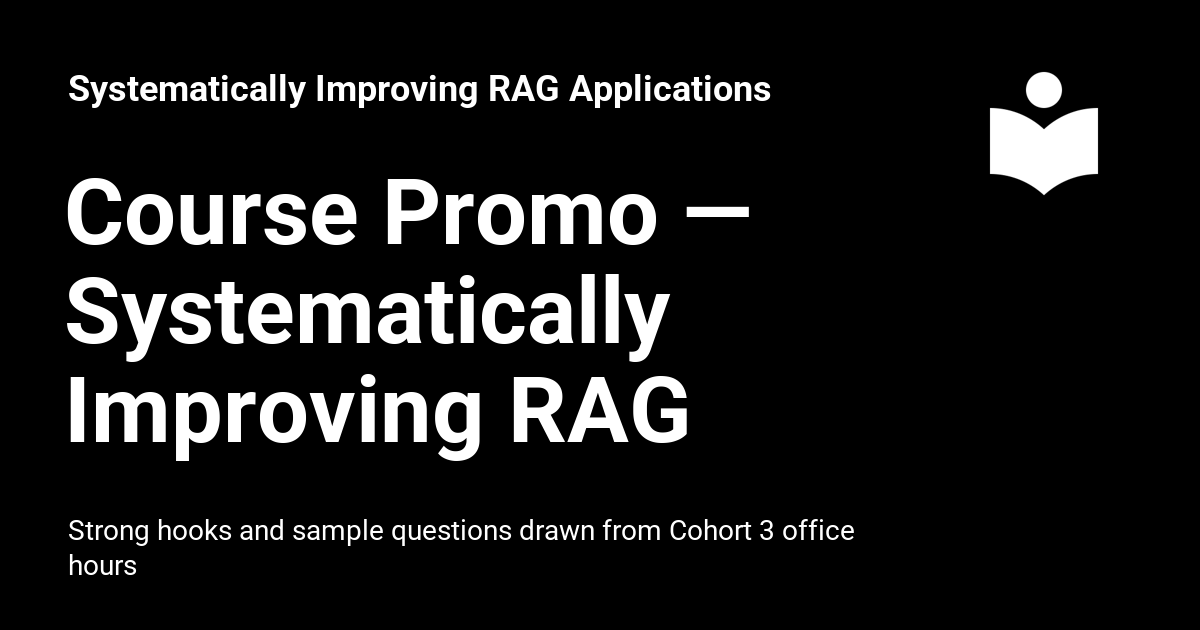 Systematically Improving RAG Applications
Course Promo —
Systematically
Improving RAG
Strong hooks and sample questions drawn from Cohort 3 office
hours